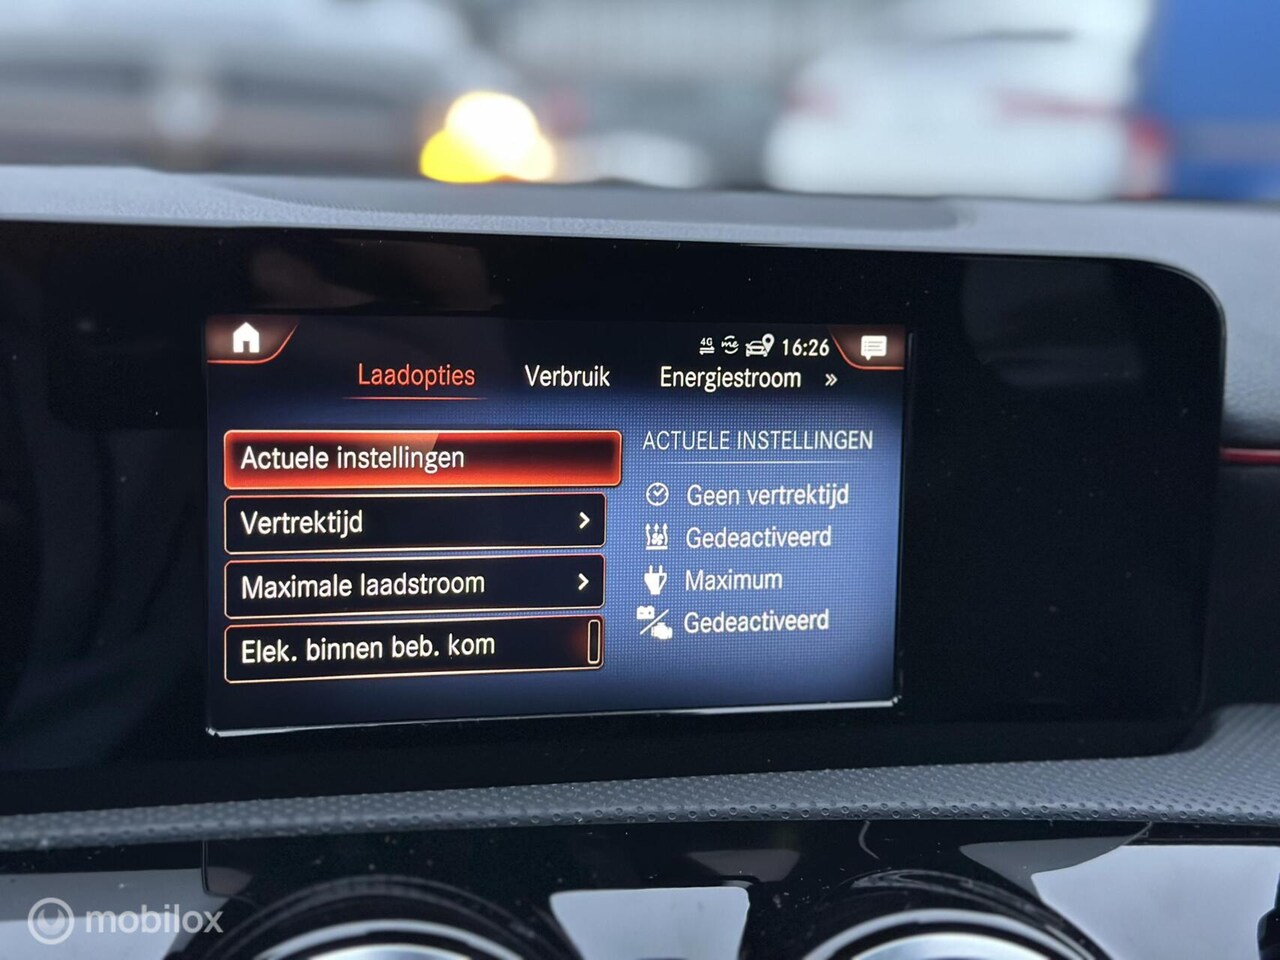 4G me 16:26
Laadopties Verbruik Energiestroom »
Actuele instellingen
Vertrektijd >
Maximale laadstroom >
Elek. binnen beb. kom
ACTUELE INSTELLINGEN
Geen vertrektijd
Gedeactiveerd
Maximum
Gedeactiveerd
mobilox